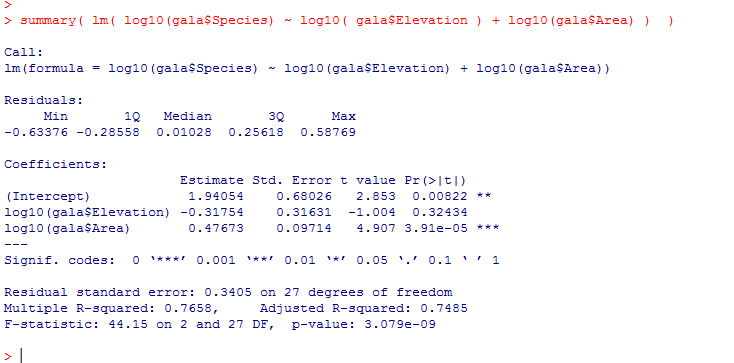 >
> summary( lm( log10(gala$Species) ~ log10( gala$Elevation ) + log10(gala$Area) )  )
Call:
lm(formula = log10(gala$Species) ~ log10(gala$Elevation) + log10(gala$Area))
Residuals:
     Min       1Q   Median       3Q      Max
-0.63376 -0.28558  0.01028  0.25618  0.58769
Coefficients:
                      Estimate Std. Error t value Pr(>|t|)
(Intercept)            1.94054    0.68026   2.853  0.00822 **
log10(gala$Elevation) -0.31754    0.31631  -1.004  0.32434
log10(gala$Area)       0.47673    0.09714   4.907 3.91e-05 ***
---
Signif. codes:  0 ‘***’ 0.001 ‘**’ 0.01 ‘*’ 0.05 ‘.’ 0.1 ‘ ’ 1
Residual standard error: 0.3405 on 27 degrees of freedom
Multiple R-squared: 0.7658,     Adjusted R-squared: 0.7485
F-statistic: 44.15 on 2 and 27 DF,  p-value: 3.079e-09
>